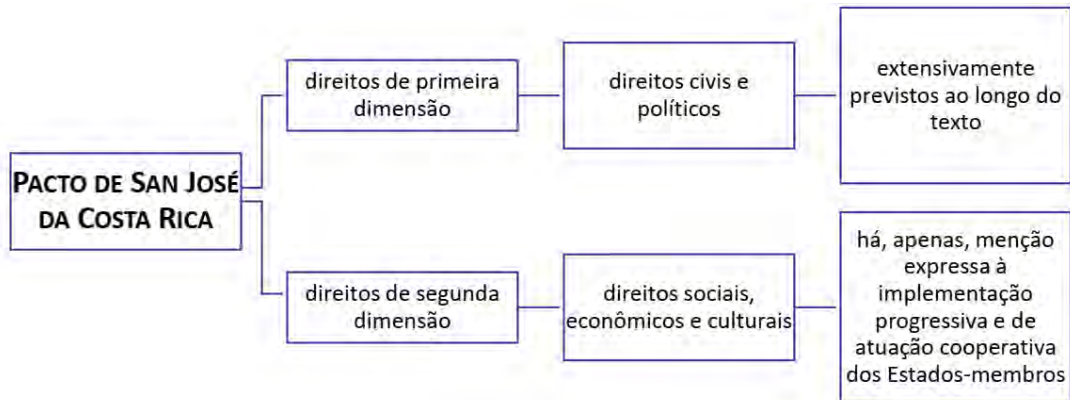 PACTO DE SAN JOSÉ
DA COSTA RICA
direitos de primeira
dimensão
direitos civis e
políticos
extensivamente
previstos ao longo do
texto
direitos de segunda
dimensão
direitos sociais,
econômicos e culturais
há, apenas, menção
expressa à
implementação
progressiva e de
atuação cooperativa
dos Estados-membros